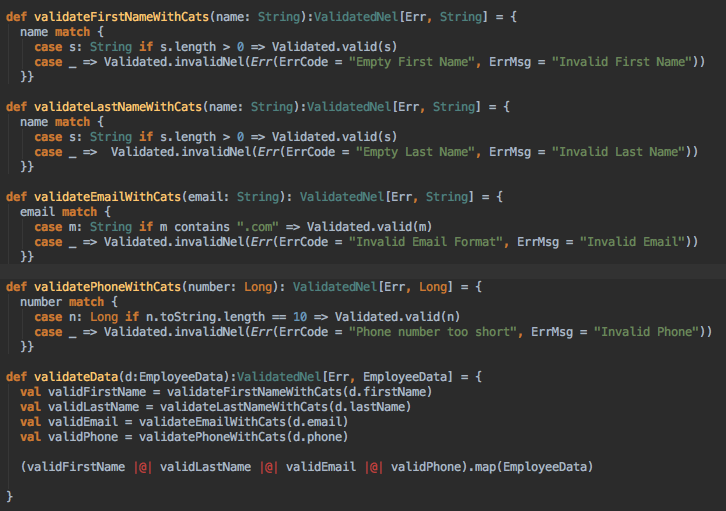 def validateFirstNameWithCats(name: String):ValidatedNel[Err, String] = {
  name match {
    case s: String if s.length > 0 => Validated.valid(s)
    case _ => Validated.invalidNel(Err(ErrCode = "Empty First Name", ErrMsg = "Invalid First Name"))
  }}
def validateLastNameWithCats(name: String):ValidatedNel[Err, String] = {
  name match {
    case s: String if s.length > 0 => Validated.valid(s)
    case _ =>  Validated.invalidNel(Err(ErrCode = "Empty Last Name", ErrMsg = "Invalid Last Name"))
  }}
def validateEmailWithCats(email: String): ValidatedNel[Err, String] = {
  email match {
    case m: String if m contains ".com" => Validated.valid(m)
    case _ => Validated.invalidNel(Err(ErrCode = "Invalid Email Format", ErrMsg = "Invalid Email"))
  }}
def validatePhoneWithCats(number: Long): ValidatedNel[Err, Long] = {
  number match {
    case n: Long if n.toString.length == 10 => Validated.valid(n)
    case _ => Validated.invalidNel(Err(ErrCode = "Phone number too short", ErrMsg = "Invalid Phone"))
  }}
def validateData(d:EmployeeData):ValidatedNel[Err, EmployeeData] = {
  val validFirstName = validateFirstNameWithCats(d.firstName)
  val validLastName = validateLastNameWithCats(d.lastName)
  val validEmail = validateEmailWithCats(d.email)
  val validPhone = validatePhoneWithCats(d.phone)
  (validFirstName |@| validLastName |@| validEmail |@| validPhone).map(EmployeeData)
}